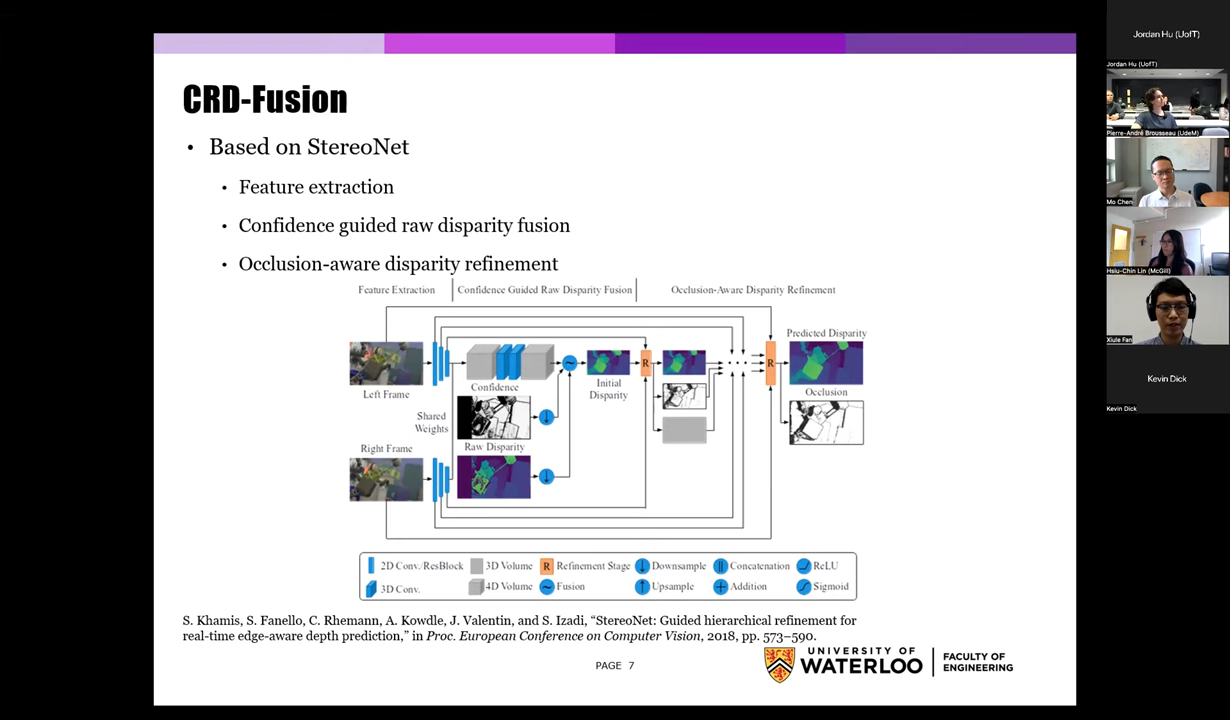 CRD-Fusion
• Based on StereoNet
• Feature extraction
• Confidence guided raw disparity fusion
• Occlusion-aware disparity refinement
Feature Extraction
Confidence Guided Raw Disparity Fusion
Occlusion-Aware Disparity Refinement
Left Frame
Shared
Weights
Right Frame
Confidence
Raw Disparity
~
Initial
Disparity
R
R
Predicted Disparity
Occlusion
2D Conv./ResBlock
3D Volume
R Refinement Stage
Downsample
Concatenation
ReLU
3D Conv.
4D Volume
~ Fusion
Upsample
Addition
Sigmoid
S. Khamis, S. Fanello, C. Rhemann, A. Kowdle, J. Valentin, and S. Izadi, “StereoNet: Guided hierarchical refinement for
real-time edge-aware depth prediction,” in Proc. European Conference on Computer Vision, 2018, pp. 573–590.
PAGE 7
UNIVERSITY OF
WATERLOO
FACULTY OF
ENGINEERING
Jordan Hu (UofT)
Jordan Hu (UofT)
Pierre-André Brousseau (UdeM)
Mo Chen
Hsiu-Chin Lin (McGill)
Xiule Fan
Kevin Dick
Kevin Dick